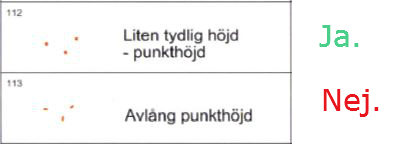 112
Liten tydlig höjd
- punkthöjd
Ja.
113
Avlång punkthöjd
Nej.